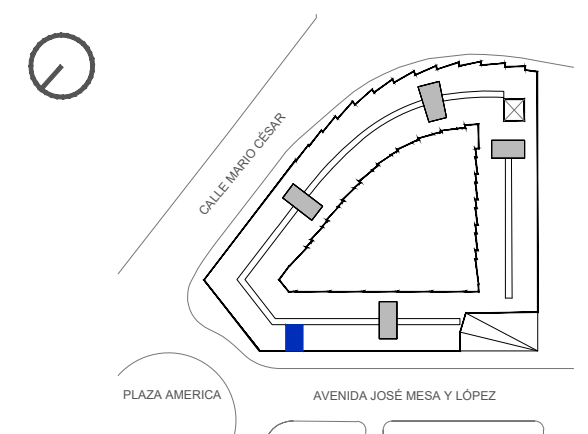 CALLE MARIO CÉSAR
PLAZA AMERICA
AVENIDA JOSÉ MESA Y LÓPEZ